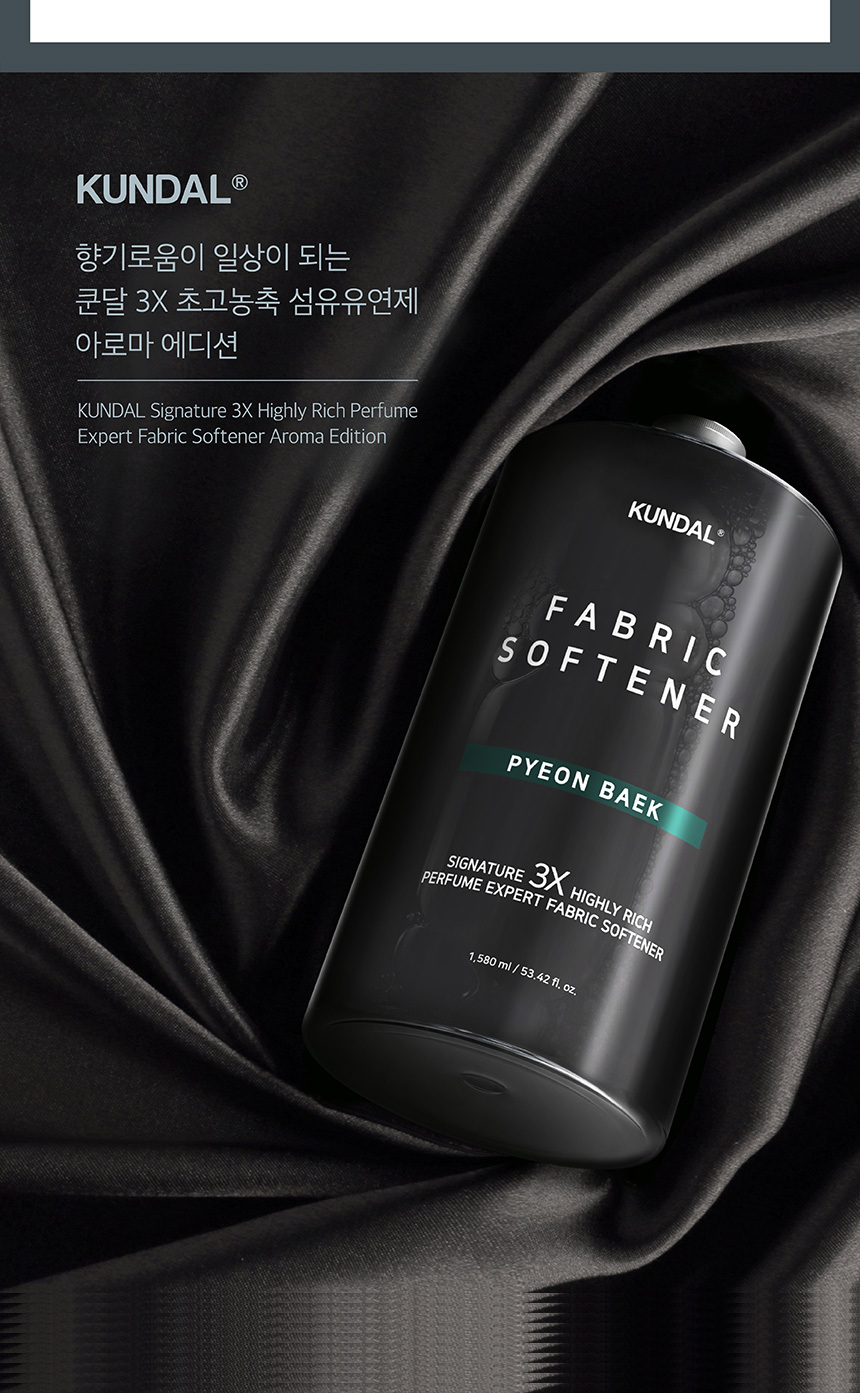 KUNDAL®
향기로움이 일상이 되는
쿤달 3X 초고농축 섬유유연제
아로마 에디션
KUNDAL Signature 3X Highly Rich Perfume
Expert Fabric Softener Aroma Edition
KUNDAL®
FABRIC
SOFTENER
PYEON BAEK
SIGNATURE 3X HIGHLY RICH
PERFUME EXPERT FABRIC SOFTENER
1,580 ml / 53.42 fl. oz.